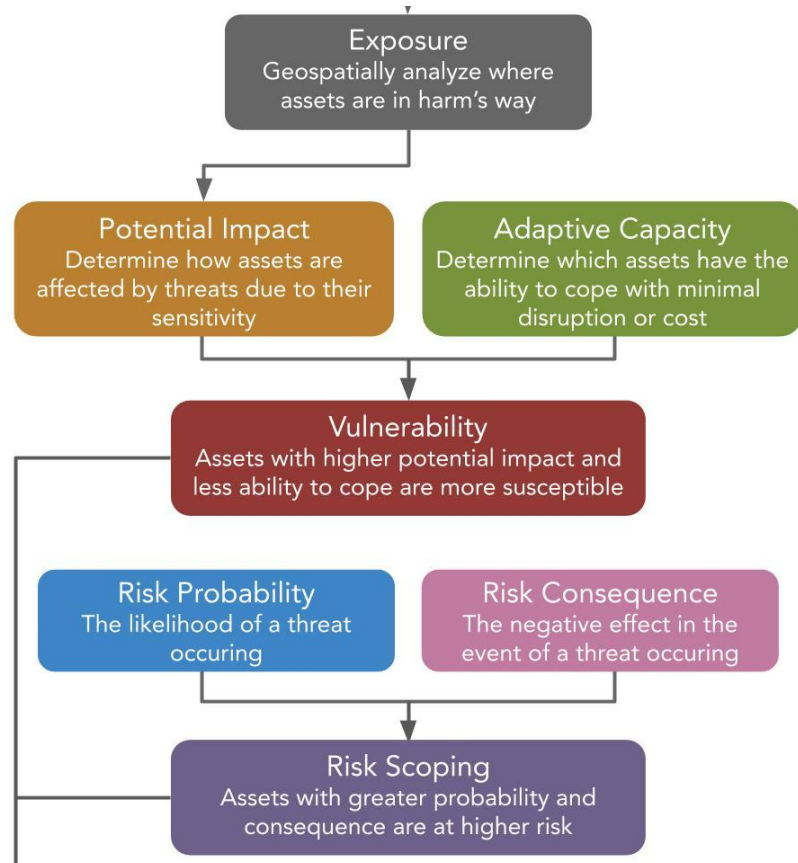 Exposure
Geospatially analyze where
assets are in harm's way
Potential Impact
Determine how assets are
affected by threats due to their
sensitivity
Adaptive Capacity
Determine which assets have the
ability to cope with minimal
disruption or cost
Vulnerability
Assets with higher potential impact and
less ability to cope are more susceptible
Risk Probability
The likelihood of a threat
occuring
Risk Consequence
The negative effect in the
event of a threat occuring
Risk Scoping
Assets with greater probability and
consequence are at higher risk